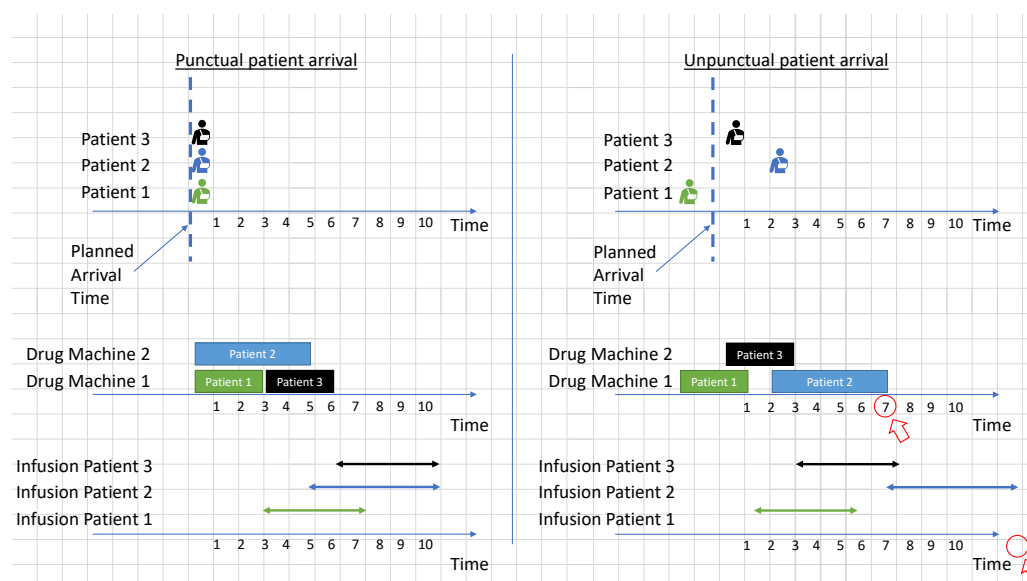 Punctual patient arrival
Patient 3
Patient 2
Patient 1
1 2 3 4 5 6 7 8 9 10
Time
Planned
Arrival
Time
Drug Machine 2
Patient 2
Drug Machine 1
Patient 1
Patient 3
1 2 3 4 5 6 7 8 9 10
Time
Infusion Patient 3
Infusion Patient 2
Infusion Patient 1
1 2 3 4 5 6 7 8 9 10
Time
Unpunctual patient arrival
Patient 3
Patient 2
Patient 1
1 2 3 4 5 6 7 8 9 10
Time
Planned
Arrival
Time
Drug Machine 2
Patient 3
Drug Machine 1
Patient 1
Patient 2
1 2 3 4 5 6 7 8 9 10
Time
Infusion Patient 3
Infusion Patient 2
Infusion Patient 1
1 2 3 4 5 6 7 8 9 10
Time